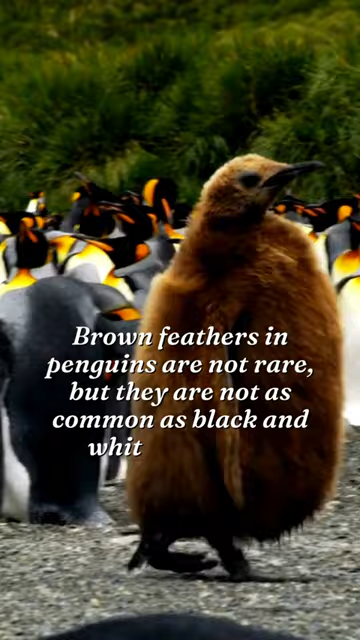 Brown feathers in
penguins are not rare,
but they are not as
common as black and
whit